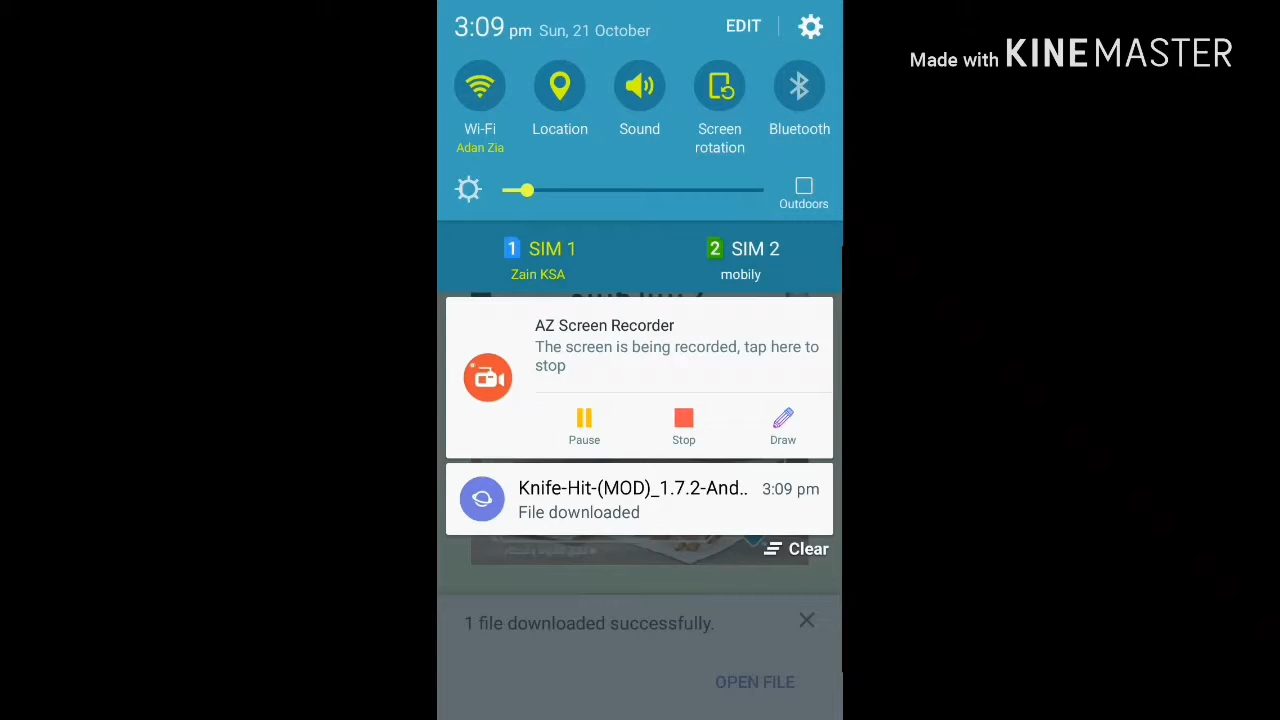 3:09 pm Sun, 21 October EDIT
Made with KINEMASTER
Wi-Fi
Adan Zia
Location
Sound
Screen
rotation
Bluetooth
Outdoors
1 SIM 1
Zain KSA
2 SIM 2
mobily
AZ Screen Recorder
The screen is being recorded, tap here to
stop
Pause
Stop
Draw
Knife-Hit-(MOD)_1.7.2-And.. 3:09 pm
File downloaded
Clear
1 file downloaded successfully.
OPEN FILE